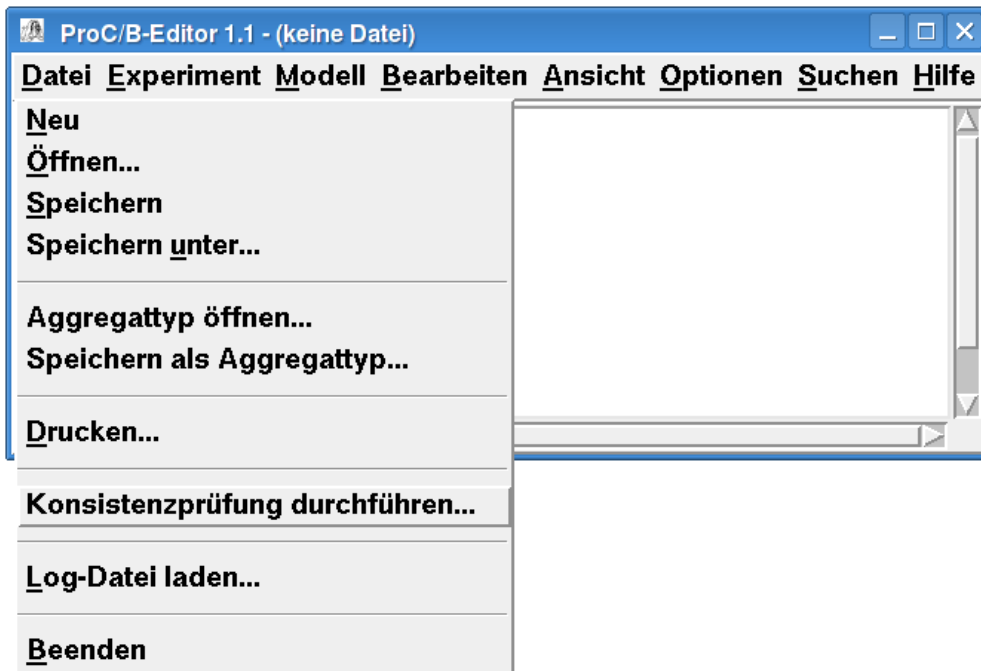 ProC/B-Editor 1.1 - (keine Datei)
Datei Experiment Modell Bearbeiten Ansicht Optionen Suchen Hilfe
Neu
Öffnen...
Speichern
Speichern unter...
Aggregattyp öffnen...
Speichern als Aggregattyp...
Drucken...
Konsistenzprüfung durchführen...
Log-Datei laden...
Beenden